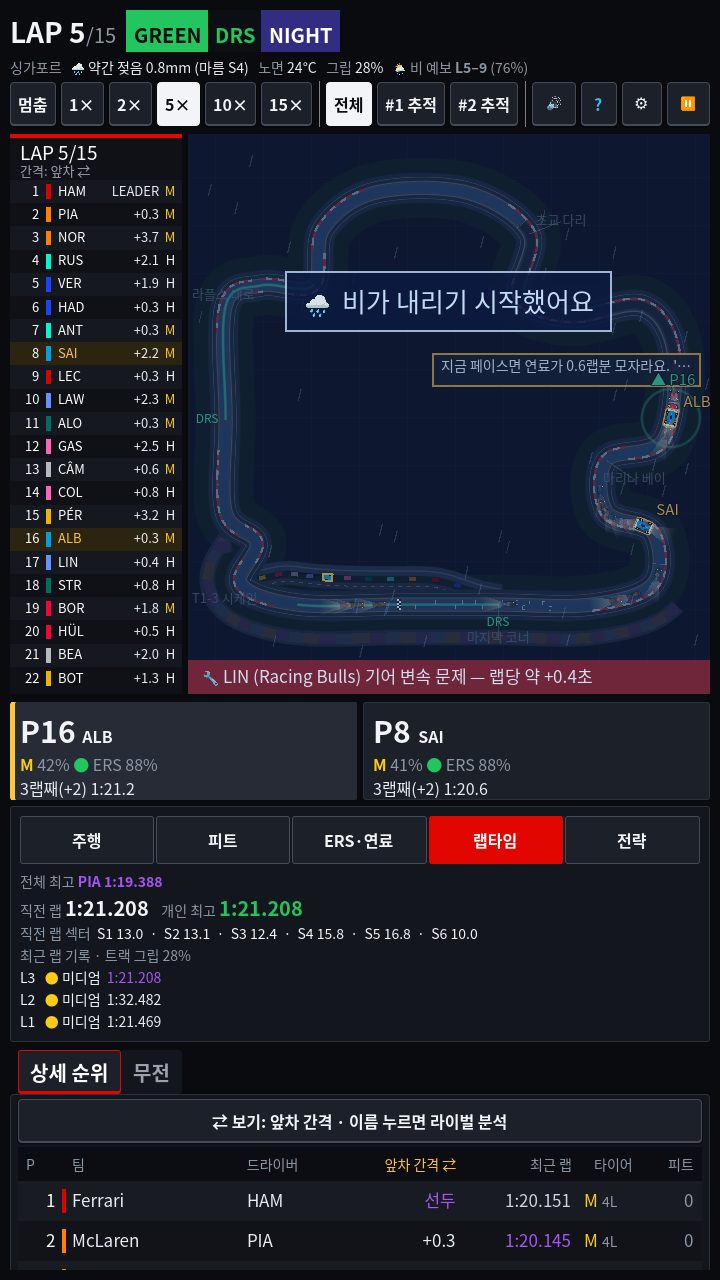 LAP 5/15 GREEN DRS NIGHT
싱가포르 약간 젖음 0.8mm (마름 S4) 노면 24°C 그립 28% 비 예보 L5–9 (76%)
멈춤 1× 2× 5× 10× 15× 전체 #1 추적 #2 추적 ?
LAP 5/15
간격: 앞차 ⇄
1 HAM LEADER M
2 PIA +0.3 M
3 NOR +3.7 M
4 RUS +2.1 H
5 VER +1.9 H
6 HAD +0.3 H
7 ANT +0.3 M
8 SAI +2.2 M
9 LEC +0.3 H
10 LAW +2.3 M
11 ALO +0.3 M
12 GAS +2.5 H
13 CÂM +0.6 M
14 COL +0.8 H
15 PÉR +3.2 H
16 ALB +0.3 M
17 LIN +0.4 H
18 STR +0.8 H
19 BOR +1.8 M
20 HÜL +0.5 H
21 BEA +2.0 H
22 BOT +1.3 H
비가 내리기 시작했어요
지금 페이스면 연료가 0.6랩분 모자라요. '…
▲ P16
ALB
DRS
마리나 베이
SAI
DRS
마지막 코너
LIN (Racing Bulls) 기어 변속 문제 — 랩당 약 +0.4초
P16 ALB
M 42% ERS 88%
3랩째(+2) 1:21.2
P8 SAI
M 41% ERS 88%
3랩째(+2) 1:20.6
주행 피트 ERS·연료 랩타임 전략
전체 최고 PIA 1:19.388
직전 랩 1:21.208 개인 최고 1:21.208
직전 랩 섹터 S1 13.0 · S2 13.1 · S3 12.4 · S4 15.8 · S5 16.8 · S6 10.0
최근 랩 기록 · 트랙 그립 28%
L3 미디엄 1:21.208
L2 미디엄 1:32.482
L1 미디엄 1:21.469
상세 순위 무전
⇄ 보기: 앞차 간격 · 이름 누르면 라이벌 분석
P 팀 드라이버 앞차 간격 ⇄ 최근 랩 타이어 피트
1 Ferrari HAM 선두 1:20.151 M 4L 0
2 McLaren PIA +0.3 1:20.145 M 4L 0